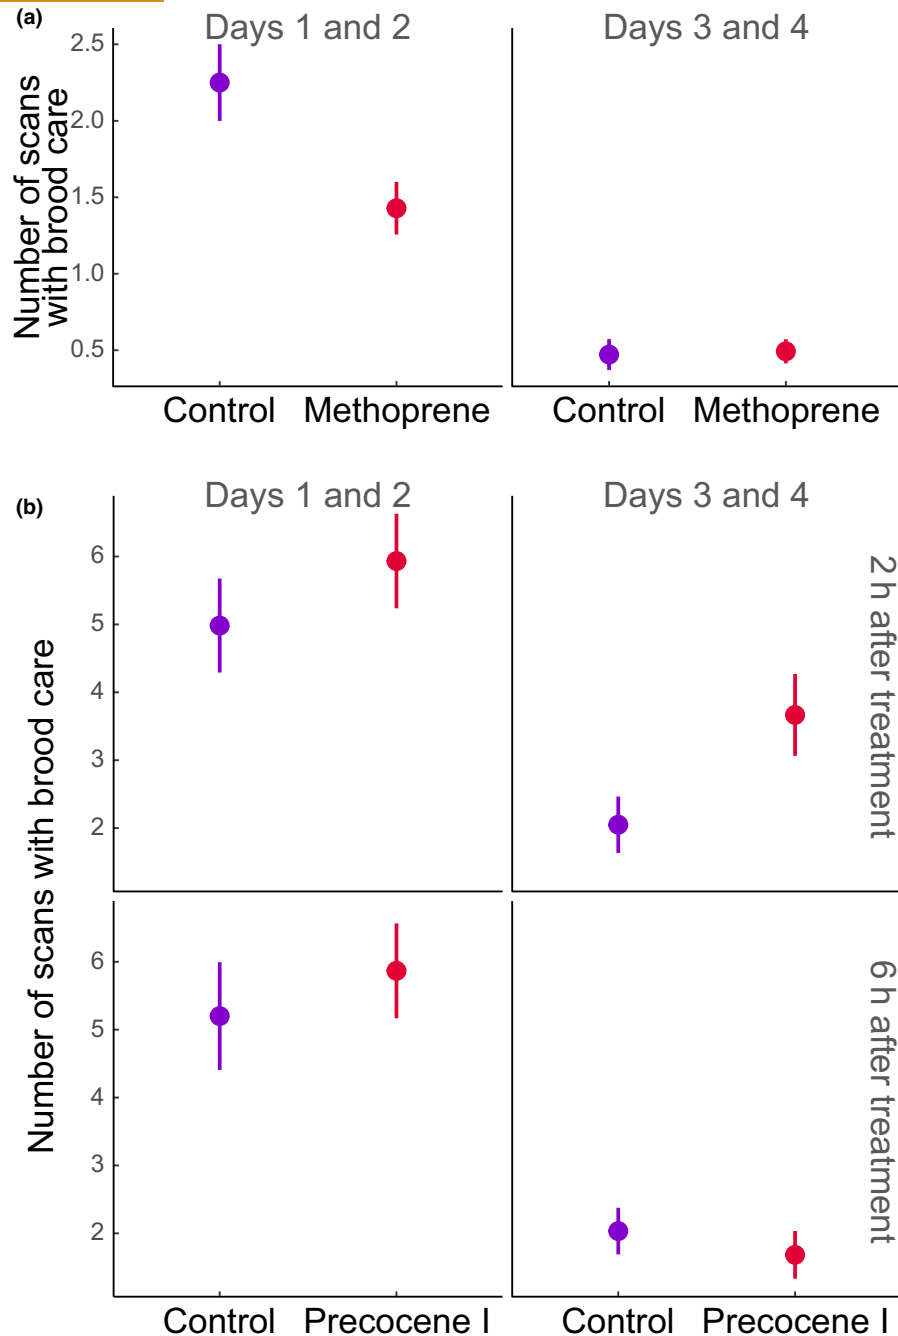 (a)
Days 1 and 2
Days 3 and 4
Number of scans
with brood care
2.5
2.0
1.5
1.0
0.5
Control
Methoprene
Control
Methoprene
(b)
Days 1 and 2
Days 3 and 4
Number of scans with brood care
6
5
4
3
2
2 h after treatment
6
5
4
3
2
6 h after treatment
Control
Precocene I
Control
Precocene I